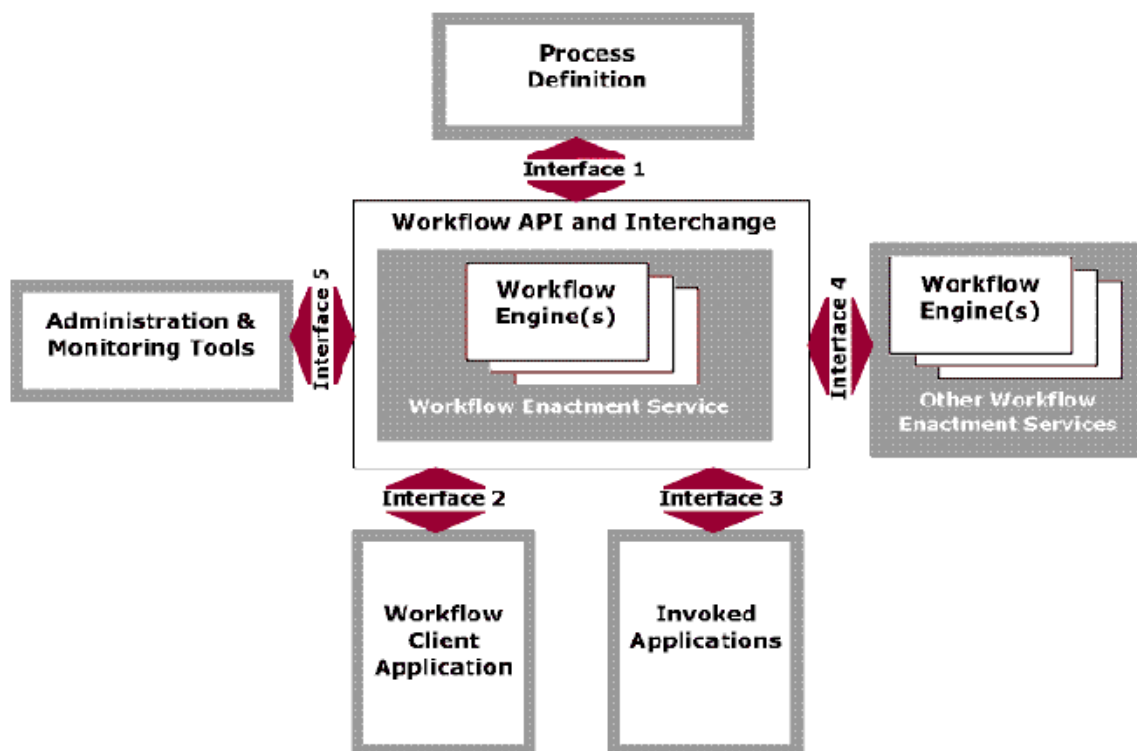 Process
Definition
Interface 1
Workflow API and Interchange
Workflow
Engine(s)
Workflow Enactment Service
Interface 5
Administration &
Monitoring Tools
Interface 4
Workflow
Engine(s)
Other Workflow
Enactment Services
Interface 2
Interface 3
Workflow
Client
Application
Invoked
Applications